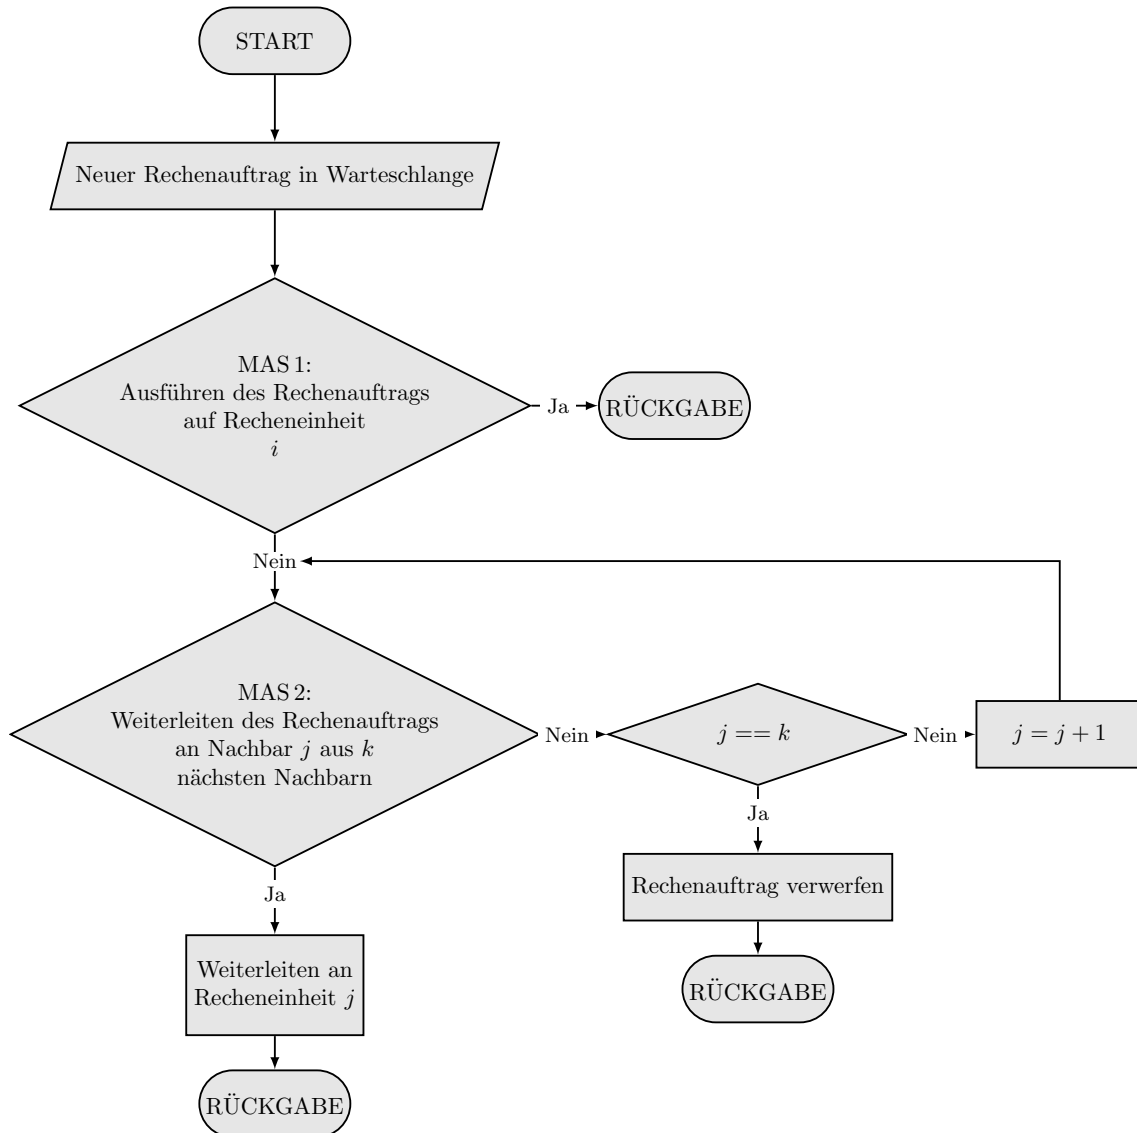 START
Neuer Rechenauftrag in Warteschlange
MAS 1:
Ausführen des Rechenauftrags
auf Recheneinheit
i
Ja
RÜCKGABE
Nein
MAS 2:
Weiterleiten des Rechenauftrags
an Nachbar j aus k
nächsten Nachbarn
Nein
j == k
Nein
j = j + 1
Ja
Rechenauftrag verwerfen
RÜCKGABE
Ja
Weiterleiten an
Recheneinheit j
RÜCKGABE